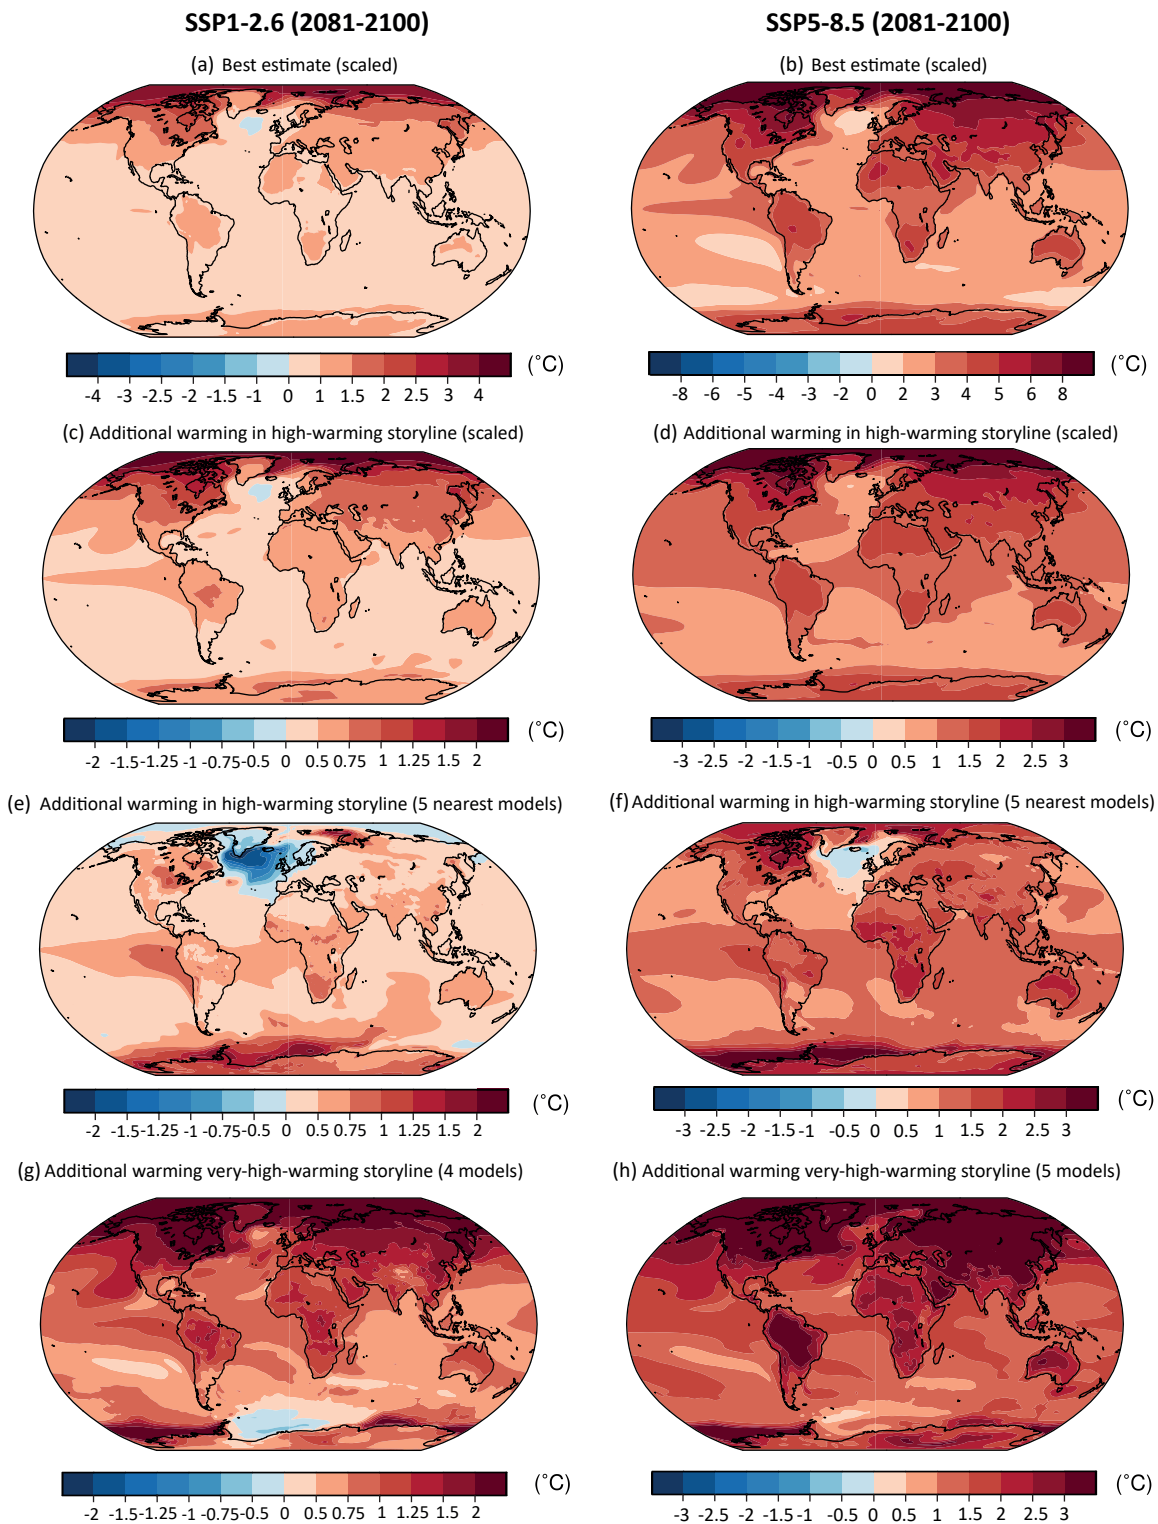 SSP1-2.6 (2081-2100) SSP5-8.5 (2081-2100)
(a) Best estimate (scaled) (b) Best estimate (scaled)
-4 -3 -2.5 -2 -1.5 -1 0 1 1.5 2 2.5 3 4 (˚C) -8 -6 -5 -4 -3 -2 0 2 3 4 5 6 8 (˚C)
(c) Additional warming in high-warming storyline (scaled) (d) Additional warming in high-warming storyline (scaled)
-2 -1.5 -1.25 -1 -0.75 -0.5 0 0.5 0.75 1 1.25 1.5 2 (˚C) -3 -2.5 -2 -1.5 -1 -0.5 0 0.5 1 1.5 2 2.5 3 (˚C)
(e) Additional warming in high-warming storyline (5 nearest models) (f) Additional warming in high-warming storyline (5 nearest models)
-2 -1.5 -1.25 -1 -0.75 -0.5 0 0.5 0.75 1 1.25 1.5 2 (˚C) -3 -2.5 -2 -1.5 -1 -0.5 0 0.5 1 1.5 2 2.5 3 (˚C)
(g) Additional warming very-high-warming storyline (4 models) (h) Additional warming very-high-warming storyline (5 models)
-2 -1.5 -1.25 -1 -0.75 -0.5 0 0.5 0.75 1 1.25 1.5 2 (˚C) -3 -2.5 -2 -1.5 -1 -0.5 0 0.5 1 1.5 2 2.5 3 (˚C)